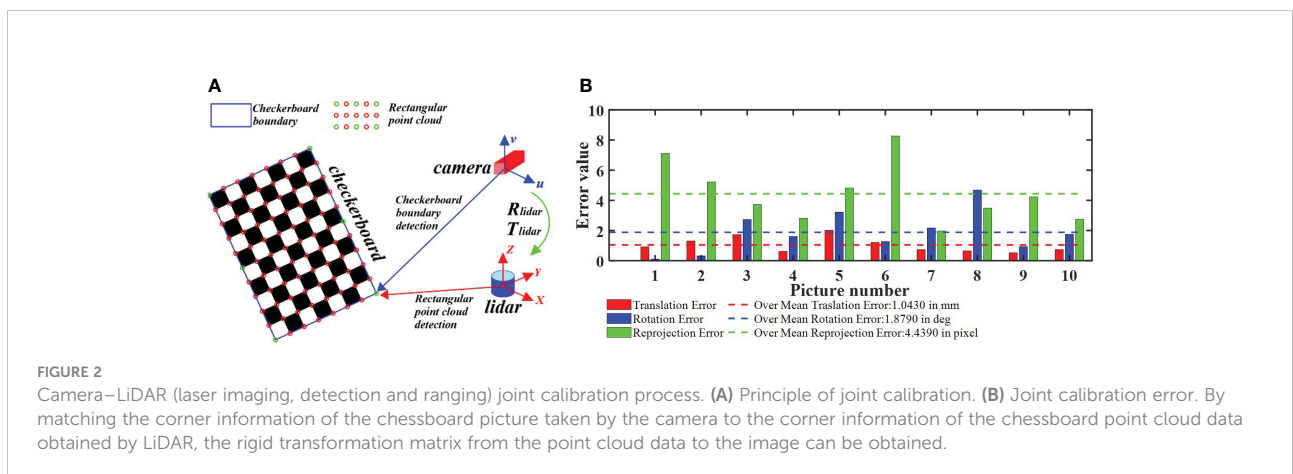 A
Checkerboard
boundary
Rectangular
point cloud
checkerboard
camera
v
u
Checkerboard
boundary
detection
Rlidar
Tlidar
Z
Y
X
lidar
Rectangular
point cloud
detection
B
Error value
10
8
6
4
2
0
1 2 3 4 5 6 7 8 9 10
Picture number
Translation Error
Over Mean Traslation Error:1.0430 in mm
Rotation Error
Over Mean Rotation Error:1.8790 in deg
Reprojection Error
Over Mean Reprojection Error:4.4390 in pixel
FIGURE 2
Camera–LiDAR (laser imaging, detection and ranging) joint calibration process. (A) Principle of joint calibration. (B) Joint calibration error. By
matching the corner information of the chessboard picture taken by the camera to the corner information of the chessboard point cloud data
obtained by LiDAR, the rigid transformation matrix from the point cloud data to the image can be obtained.